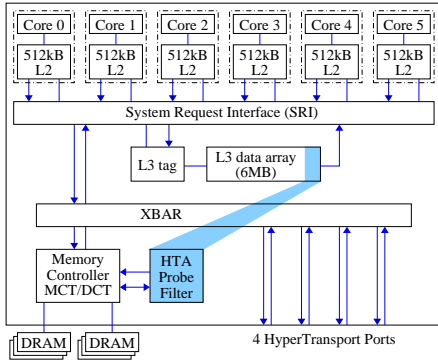 Core 0 Core 1 Core 2 Core 3 Core 4 Core 5
512kB 512kB 512kB 512kB 512kB 512kB
L2 L2 L2 L2 L2 L2
System Request Interface (SRI)
L3 tag
L3 data array
(6MB)
XBAR
Memory
Controller
MCT/DCT
HTA
Probe
Filter
DRAM DRAM
4 HyperTransport Ports